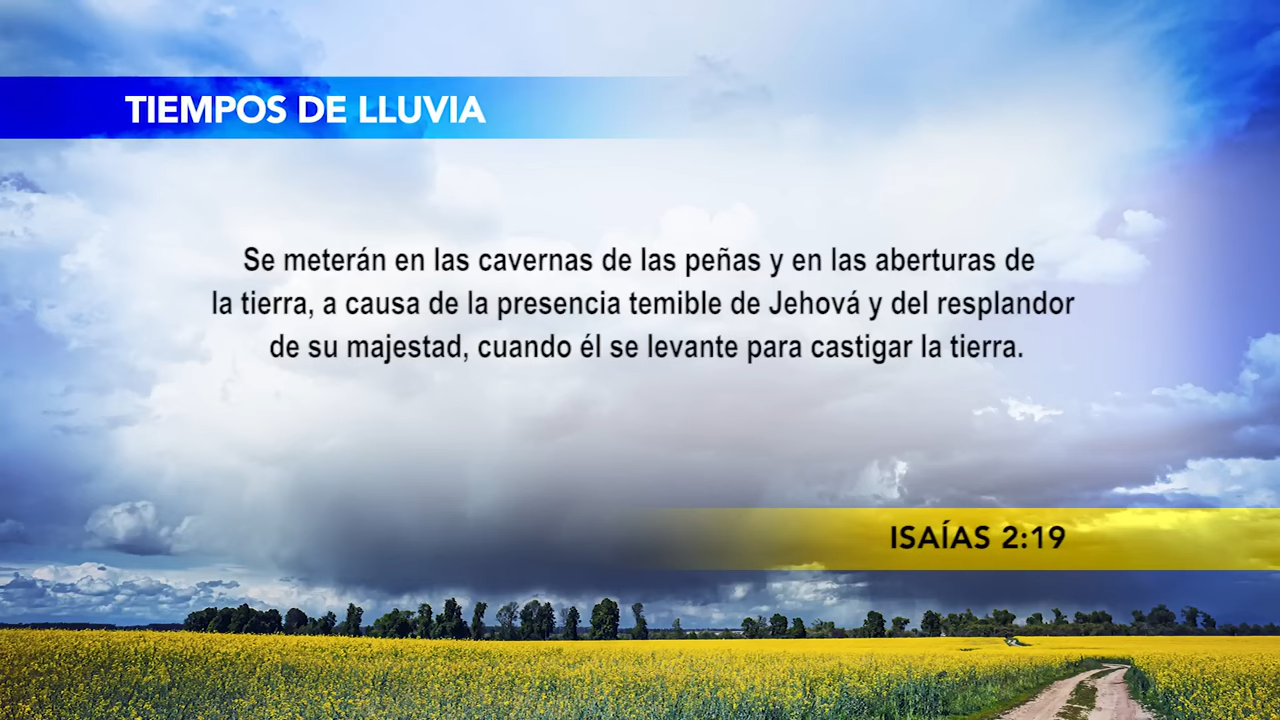 TIEMPOS DE LLUVIA
Se meterán en las cavernas de las peñas y en las aberturas de
la tierra, a causa de la presencia temible de Jehová y del resplandor
de su majestad, cuando él se levante para castigar la tierra.
ISAÍAS 2:19